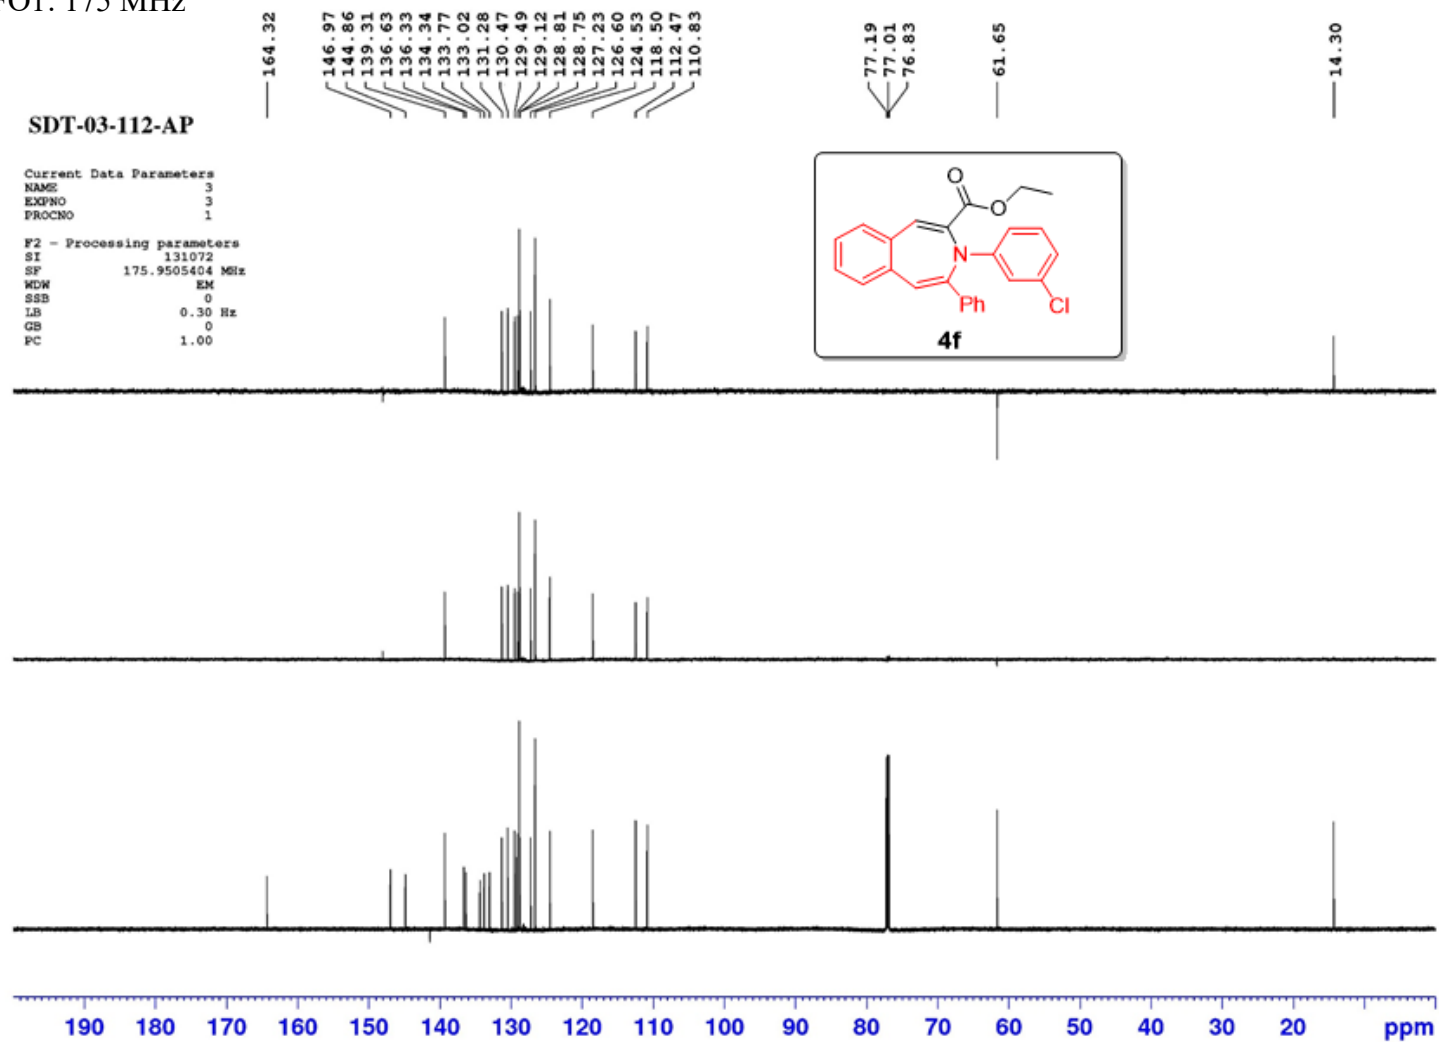 FO1: 175 MHz
164.32
146.97
144.86
139.31
136.63
136.33
134.34
133.77
133.02
131.28
130.47
129.49
129.12
128.81
128.75
127.23
126.60
124.53
118.50
112.47
110.83
77.19
77.01
76.83
61.65
14.30
SDT-03-112-AP
Current Data Parameters
NAME 3
EXPNO 3
PROCNO 1
F2 - Processing parameters
SI 131072
SF 175.9505404 MHz
WDW EM
SSB 0
LB 0.30 Hz
GB 0
PC 1.00
O
O
N
Ph
Cl
4f
190 180 170 160 150 140 130 120 110 100 90 80 70 60 50 40 30 20 ppm